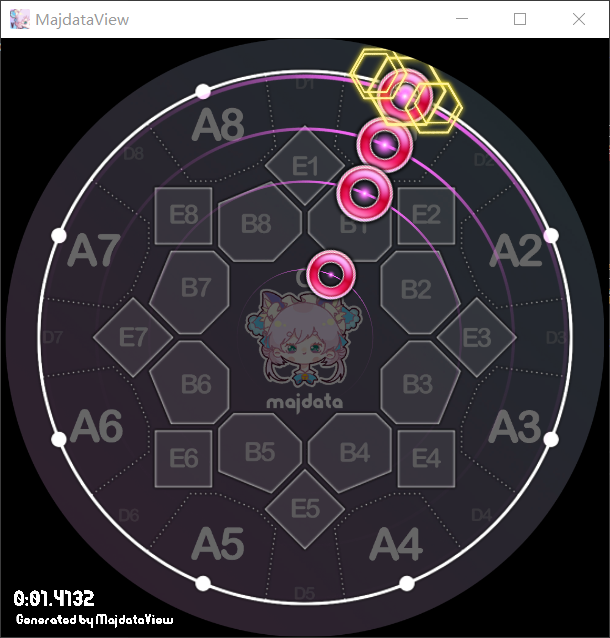 MajdataView
D1
A8
D8
D2
E1
E8
B8
B1
E2
A7
A2
C
B7
B2
D7
E7
E3
D3
B6
B3
majdata
A6
A3
B5
B4
E6
E4
E5
D6
D4
A5
A4
D5
0:01.4132
Generated by MajdataView